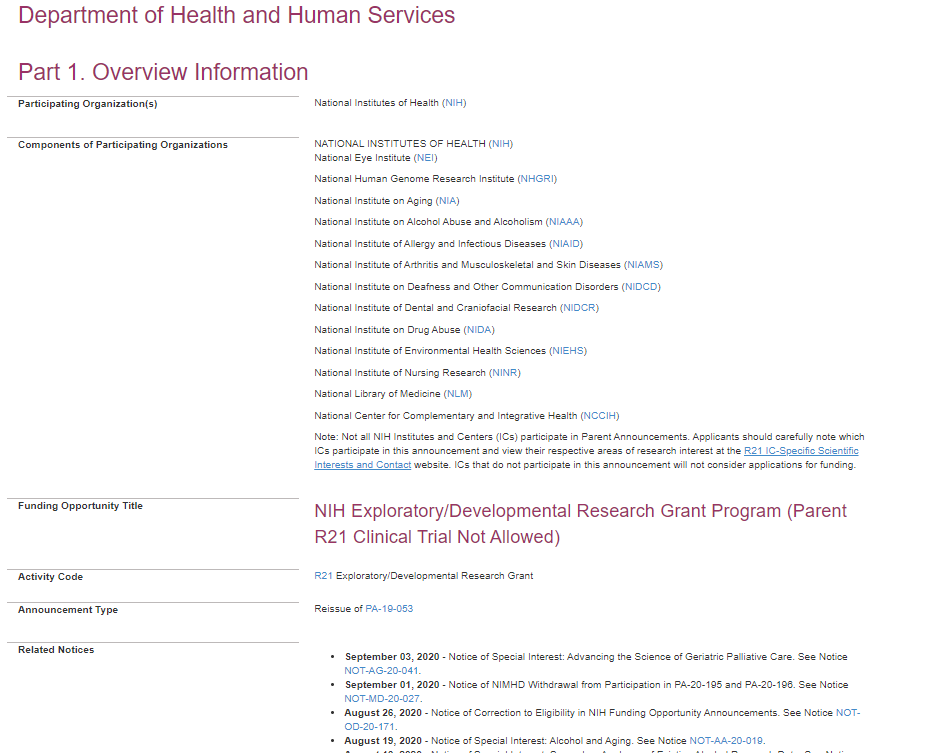 Department of Health and Human Services
Part 1. Overview Information
Participating Organization(s)
National Institutes of Health (NIH)
Components of Participating Organizations
NATIONAL INSTITUTES OF HEALTH (NIH)
National Eye Institute (NEI)
National Human Genome Research Institute (NHGRI)
National Institute on Aging (NIA)
National Institute on Alcohol Abuse and Alcoholism (NIAAA)
National Institute of Allergy and Infectious Diseases (NIAID)
National Institute of Arthritis and Musculoskeletal and Skin Diseases (NIAMS)
National Institute on Deafness and Other Communication Disorders (NIDCD)
National Institute of Dental and Craniofacial Research (NIDCR)
National Institute on Drug Abuse (NIDA)
National Institute of Environmental Health Sciences (NIEHS)
National Institute of Nursing Research (NINR)
National Library of Medicine (NLM)
National Center for Complementary and Integrative Health (NCCIH)
Note: Not all NIH Institutes and Centers (ICs) participate in Parent Announcements. Applicants should carefully note which
ICs participate in this announcement and view their respective areas of research interest at the R21 IC-Specific Scientific
Interests and Contact website. ICs that do not participate in this announcement will not consider applications for funding.
Funding Opportunity Title
NIH Exploratory/Developmental Research Grant Program (Parent
R21 Clinical Trial Not Allowed)
Activity Code
R21 Exploratory/Developmental Research Grant
Announcement Type
Reissue of PA-19-053
Related Notices
• September 03, 2020 - Notice of Special Interest: Advancing the Science of Geriatric Palliative Care. See Notice
NOT-AG-20-041.
• September 01, 2020 - Notice of NIMHD Withdrawal from Participation in PA-20-195 and PA-20-196. See Notice
NOT-MD-20-027.
• August 26, 2020 - Notice of Correction to Eligibility in NIH Funding Opportunity Announcements. See Notice NOT-
OD-20-171.
• August 19, 2020 - Notice of Special Interest: Alcohol and Aging. See Notice NOT-AA-20-019.